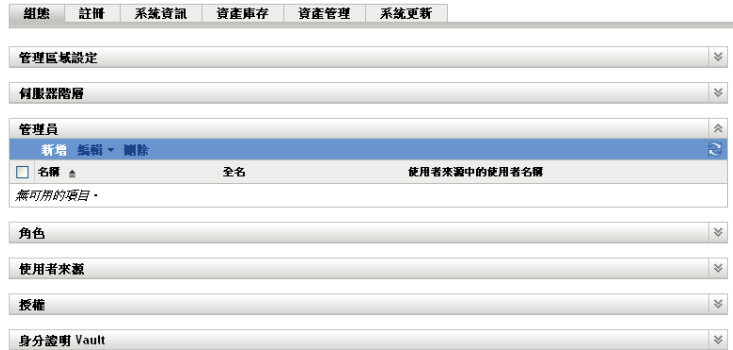 組態 註冊 系統資訊 資產庫存 資產管理 系統更新
管理區域設定
伺服器階層
管理員
新增 編輯 刪除
名稱 全名 使用者來源中的使用者名稱
無可用的項目。
角色
使用者來源
授權
身分證明 Vault